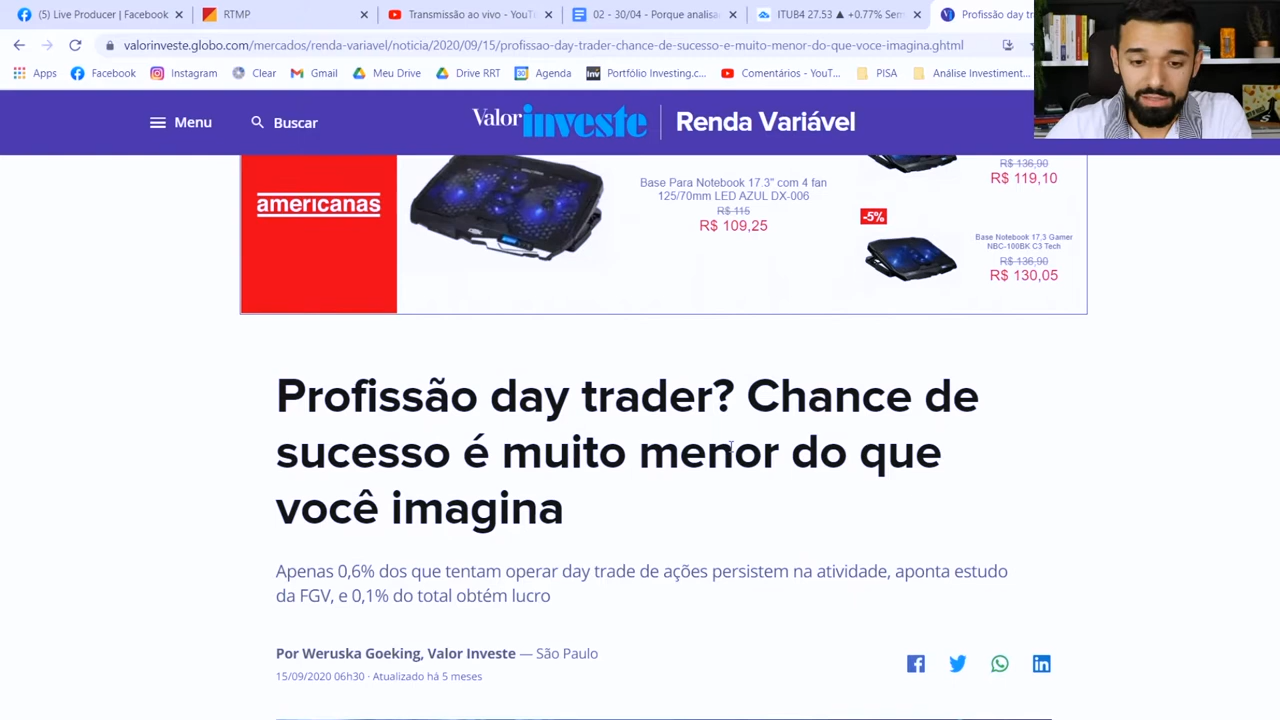 (5) Live Producer | Facebook
RTMP
Transmissão ao vivo - YouTu
02 - 30/04 - Porque analisa
ITUB4 27.53 ▲ +0.77% Sem
Profissão day tra
valorinveste.globo.com/mercados/renda-variavel/noticia/2020/09/15/profissao-day-trader-chance-de-sucesso-e-muito-menor-do-que-voce-imagina.ghtml
Apps
Facebook
Instagram
Clear
Gmail
Meu Drive
Drive RRT
Agenda
Inv
Portfólio Investing.c...
Comentários - YouT...
PISA
Análise Investiment...
Menu
Buscar
Valor investe
Renda Variável
americanas
Base Para Notebook 17.3" com 4 fan
125/70mm LED AZUL DX-006
R$ 115
R$ 109,25
R$ 136,90
R$ 119,10
-5%
Base Notebook 17,3 Gamer
NBC-100BK C3 Tech
R$ 136,90
R$ 130,05
Profissão day trader? Chance de
sucesso é muito menor do que
você imagina
Apenas 0,6% dos que tentam operar day trade de ações persistem na atividade, aponta estudo
da FGV, e 0,1% do total obtém lucro
Por Weruska Goeking, Valor Investe — São Paulo
15/09/2020 06h30 · Atualizado há 5 meses